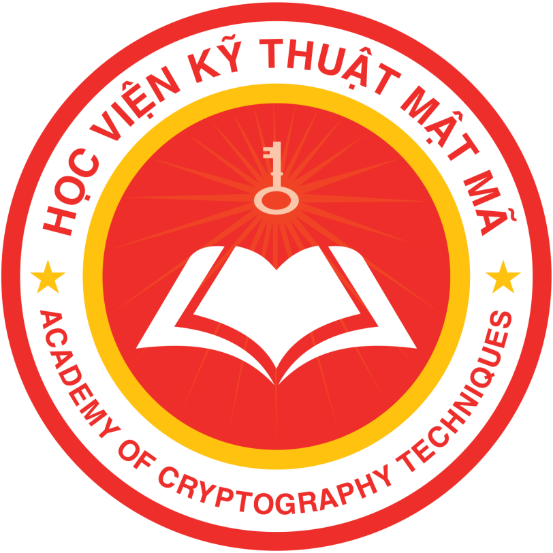 HỌC VIỆN KỸ THUẬT MẬT MÃ
ACADEMY OF CRYPTOGRAPHY TECHNIQUES